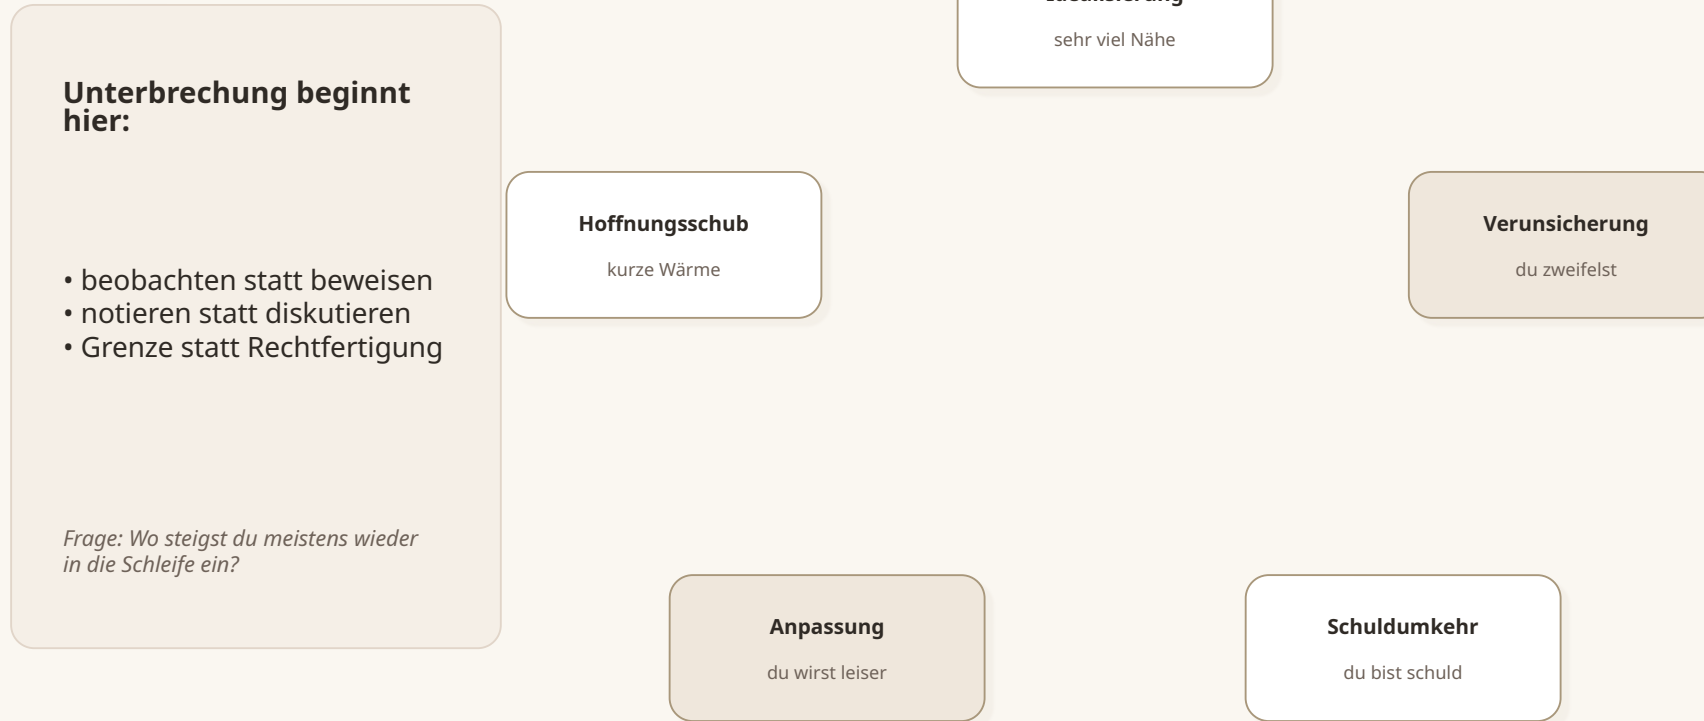 sehr viel Nähe
Unterbrechung beginnt
hier:
Hoffnungsschub
kurze Wärme
Verunsicherung
du zweifelst
• beobachten statt beweisen
• notieren statt diskutieren
• Grenze statt Rechtfertigung
Frage: Wo steigst du meistens wieder
in die Schleife ein?
Anpassung
du wirst leiser
Schuldumkehr
du bist schuld